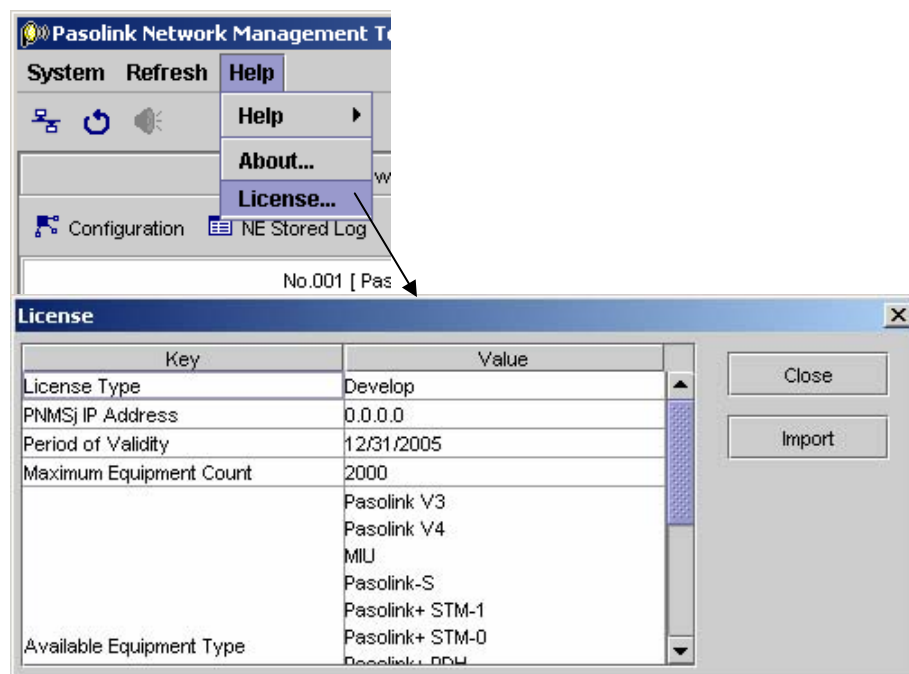 Pasolink Network Management
System Refresh Help
Help
About...
License...
Configuration NE Stored Log
No.001 [ Pas
License
Key Value
License Type Develop
PNMSj IP Address 0.0.0.0
Period of Validity 12/31/2005
Maximum Equipment Count 2000
Pasolink V3
Pasolink V4
MIU
Pasolink-S
Pasolink+ STM-1
Available Equipment Type Pasolink+ STM-0
Pasolink+ PDH
Close
Import